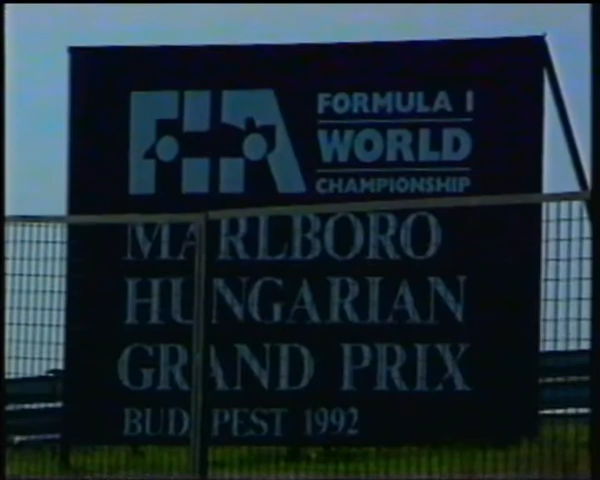 FIA
FORMULA 1
WORLD
CHAMPIONSHIP
MARLBORO
HUNGARIAN
GRAND PRIX
BUDAPEST 1992